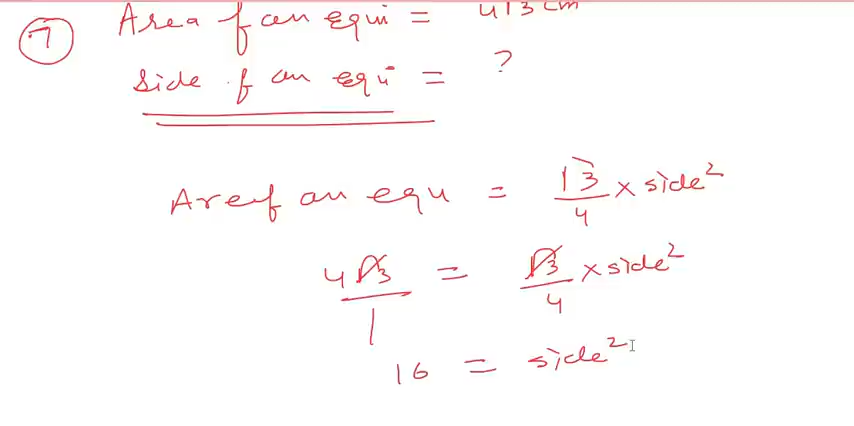 7 Area of an equi = 4√3 cm
side of an equi = ?
Are of an equ = √3/4 × side²
4√3/1 = √3/4 × side²
16 = side²